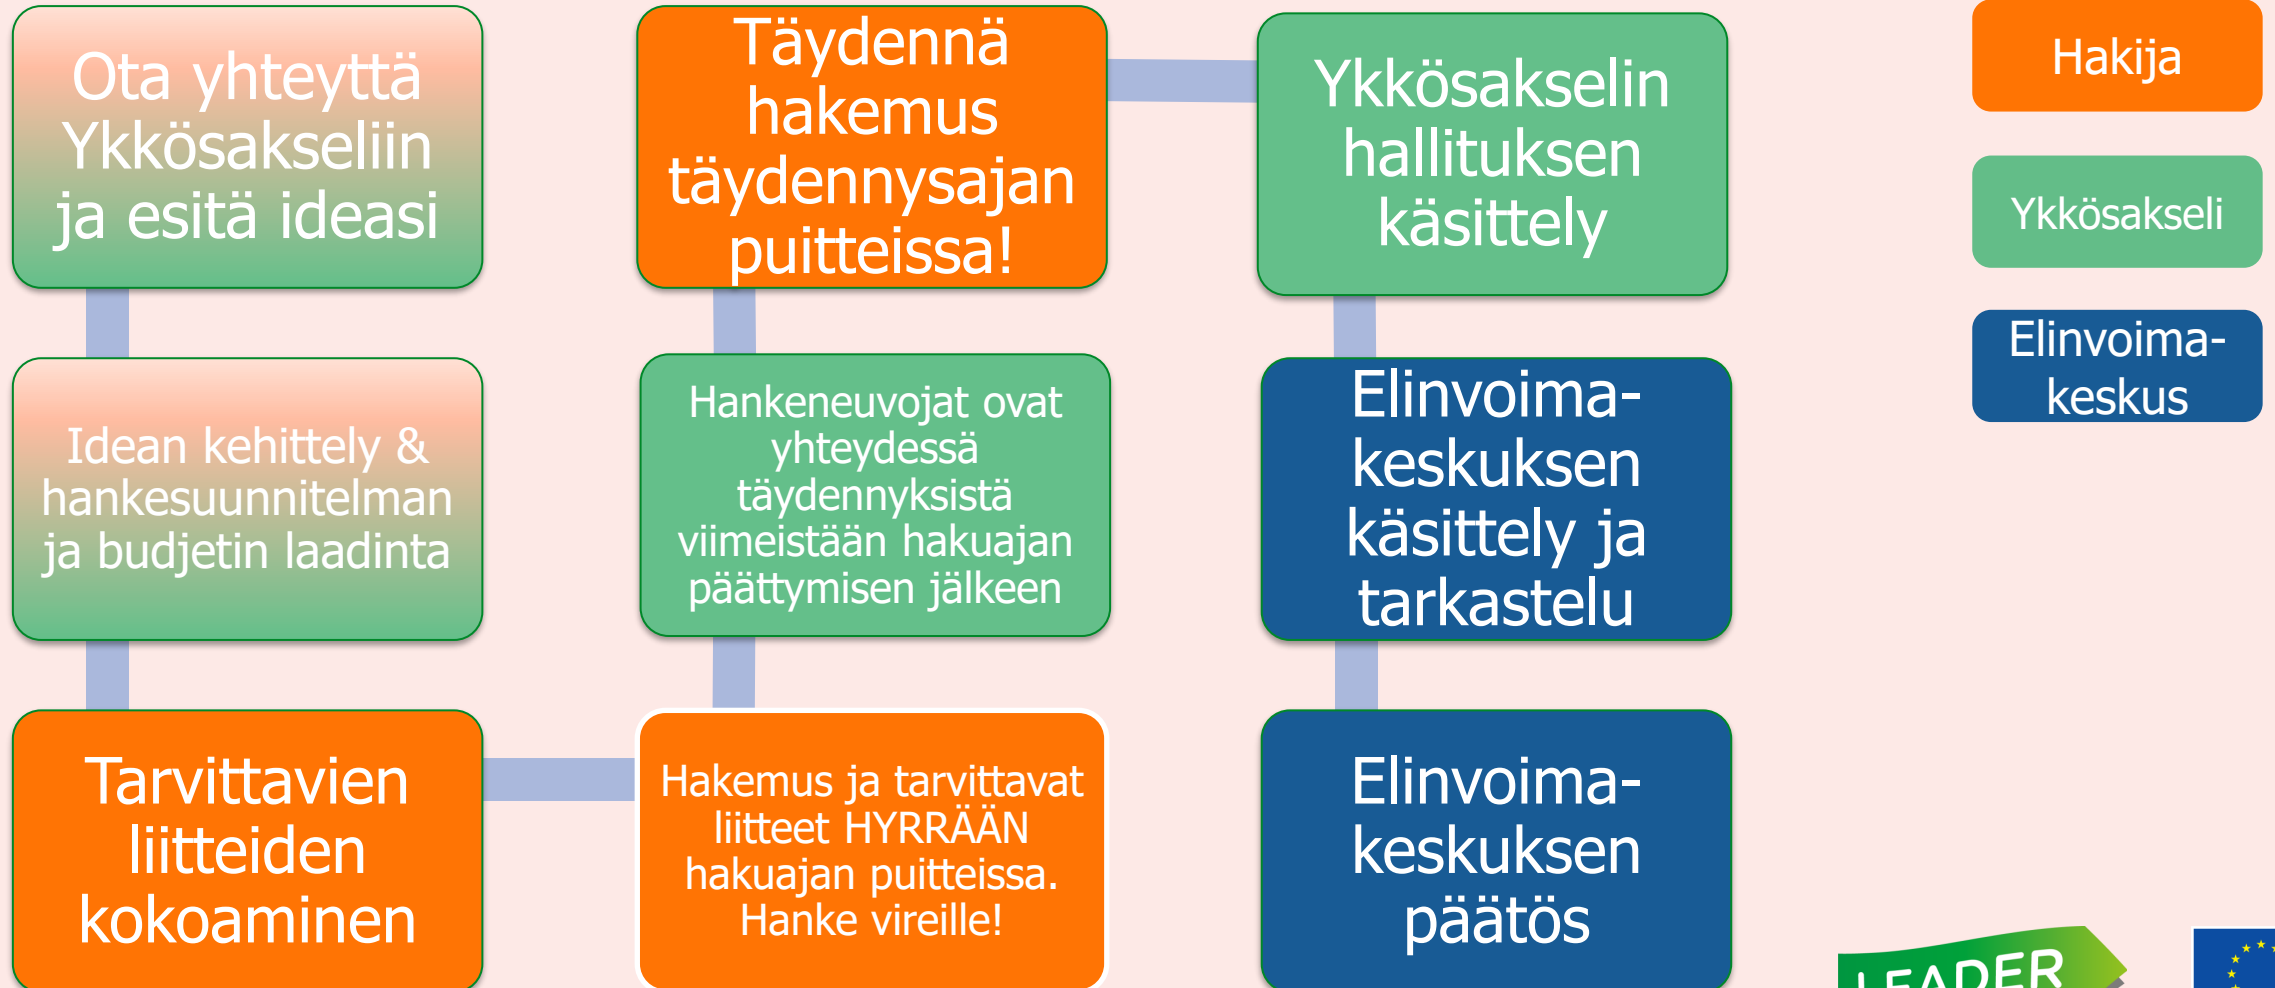 Ota yhteyttä
Ykkösakseliin
ja esitä ideasi
Idean kehittely &
hankesuunnitelman
ja budjetin laadinta
Tarvittavien
liitteiden
kokoaminen
Hakemus ja tarvittavat
liitteet HYRRÄÄN
hakuajan puitteissa.
Hanke vireille!
Hankeneuvojat ovat
yhteydessä
täydennyksistä
viimeistään hakuajan
päättymisen jälkeen
Täydennä
hakemus
täydennysajan
puitteissa!
Ykkösakselin
hallituksen
käsittely
Elinvoima-
keskuksen
käsittely ja
tarkastelu
Elinvoima-
keskuksen
päätös
Hakija
Ykkösakseli
Elinvoima-
keskus
LEADER